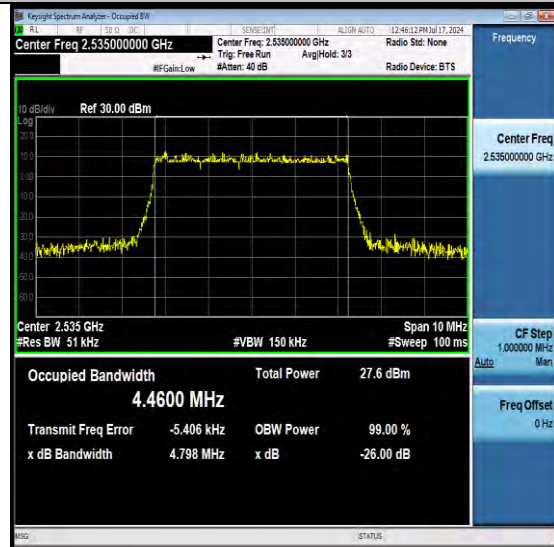 Keysight Spectrum Analyzer - Occupied BW
RL RF 50 Ω DC SENSE:INT ALIGN AUTO 12:46:12 PM Jul 17, 2024
Center Freq 2.535000000 GHz
Center Freq: 2.535000000 GHz
Radio Std: None
Trig: Free Run Avg|Hold: 3/3
#IFGain:Low #Atten: 40 dB Radio Device: BTS
10 dB/div Ref 30.00 dBm
Log
20.0
10.0
0.00
-10.0
-20.0
-30.0
-40.0
-50.0
-60.0
Center 2.535 GHz Span 10 MHz
#Res BW 51 kHz #VBW 150 kHz #Sweep 100 ms
Occupied Bandwidth Total Power 27.6 dBm
4.4600 MHz
Transmit Freq Error -5.406 kHz OBW Power 99.00 %
x dB Bandwidth 4.798 MHz x dB -26.00 dB
Frequency
Center Freq
2.535000000 GHz
CF Step
1.000000 MHz
Auto Man
Freq Offset
0 Hz
MSG STATUS